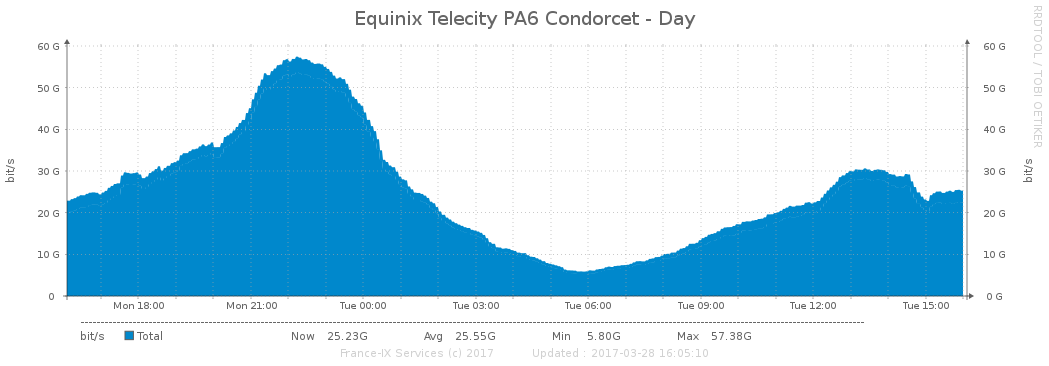 Equinix Telecity PA6 Condorcet - Day
RRDTOOL / TOBI OETIKER
60 G 60 G
50 G 50 G
40 G 40 G
bit/s bit/s
30 G 30 G
20 G 20 G
10 G 10 G
0 0 G
Mon 18:00 Mon 21:00 Tue 00:00 Tue 03:00 Tue 06:00 Tue 09:00 Tue 12:00 Tue 15:00
bit/s Total Now 25.23G Avg 25.55G Min 5.80G Max 57.38G
France-IX Services (c) 2017 Updated : 2017-03-28 16:05:10